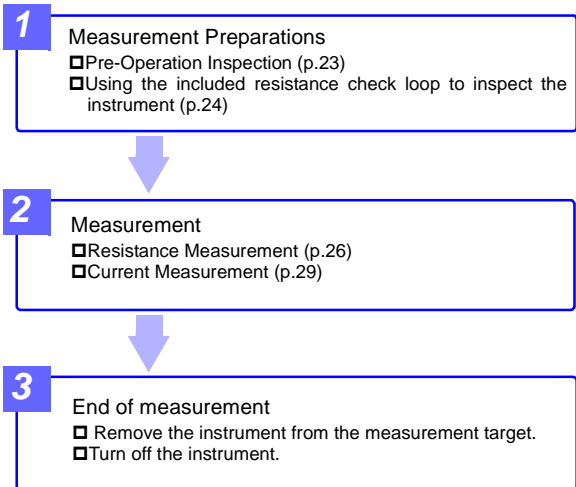 1
Measurement Preparations
❑Pre-Operation Inspection (p.23)
❑Using the included resistance check loop to inspect the
instrument (p.24)
2
Measurement
❑Resistance Measurement (p.26)
❑Current Measurement (p.29)
3
End of measurement
❑ Remove the instrument from the measurement target.
❑Turn off the instrument.